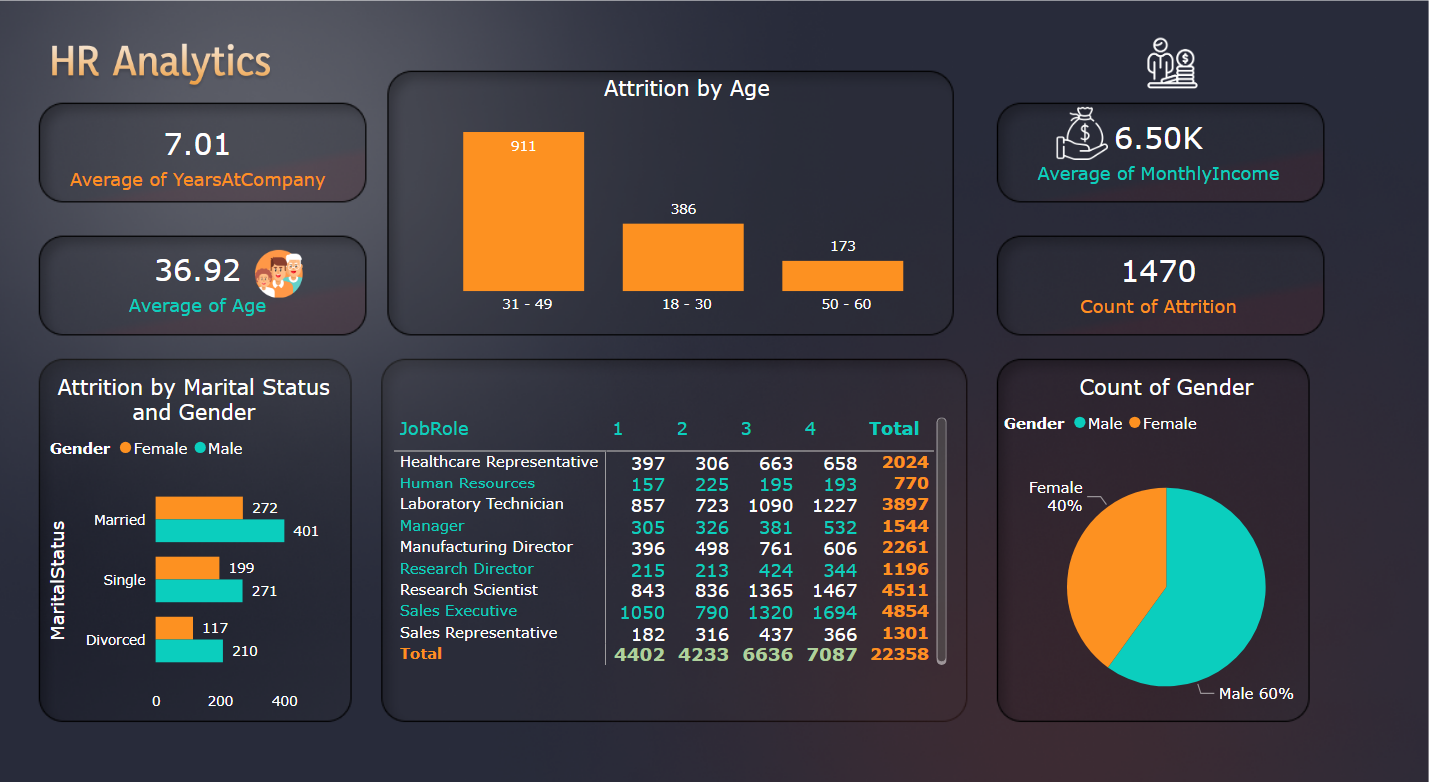 HR Analytics
7.01
Average of YearsAtCompany
36.92
Average of Age
Attrition by Age
911
386
173
31 - 49
18 - 30
50 - 60
$
$
6.50K
Average of MonthlyIncome
1470
Count of Attrition
Attrition by Marital Status
and Gender
Gender Female Male
MaritalStatus
Married 272
401
Single 199
271
Divorced 117
210
0 200 400
JobRole 1 2 3 4 Total
Healthcare Representative 397 306 663 658 2024
Human Resources 157 225 195 193 770
Laboratory Technician 857 723 1090 1227 3897
Manager 305 326 381 532 1544
Manufacturing Director 396 498 761 606 2261
Research Director 215 213 424 344 1196
Research Scientist 843 836 1365 1467 4511
Sales Executive 1050 790 1320 1694 4854
Sales Representative 182 316 437 366 1301
Total 4402 4233 6636 7087 22358
Count of Gender
Gender Male Female
Female
40%
Male 60%